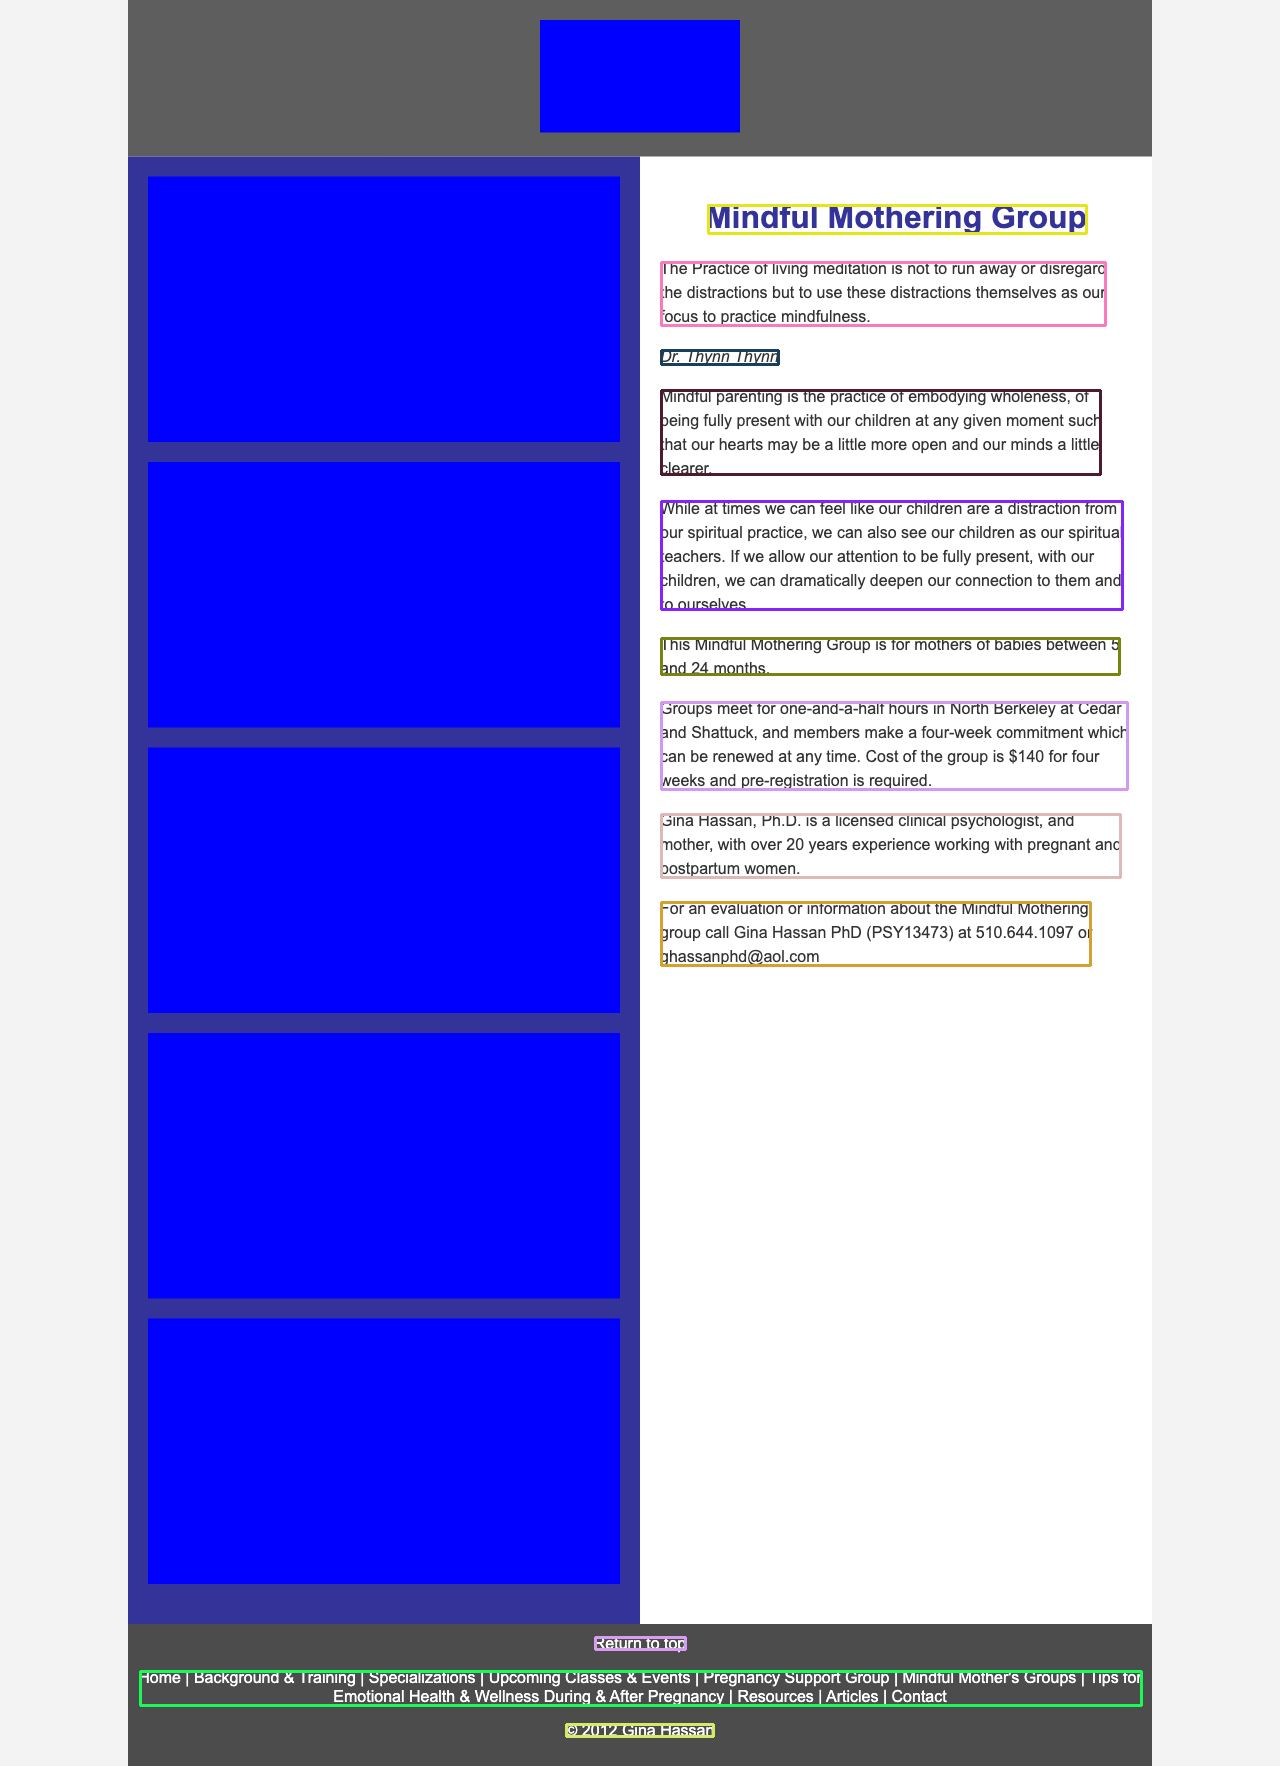 Mindful Mothering Group
The Practice of living meditation is not to run away or disregard
the distractions but to use these distractions themselves as our
focus to practice mindfulness.
Dr. Thynn Thynn
Mindful parenting is the practice of embodying wholeness, of
being fully present with our children at any given moment such
that our hearts may be a little more open and our minds a little
clearer.
While at times we can feel like our children are a distraction from
our spiritual practice, we can also see our children as our spiritual
teachers. If we allow our attention to be fully present, with our
children, we can dramatically deepen our connection to them and
to ourselves.
This Mindful Mothering Group is for mothers of babies between 5
and 24 months.
Groups meet for one-and-a-half hours in North Berkeley at Cedar
and Shattuck, and members make a four-week commitment which
can be renewed at any time. Cost of the group is $140 for four
weeks and pre-registration is required.
Gina Hassan, Ph.D. is a licensed clinical psychologist, and
mother, with over 20 years experience working with pregnant and
postpartum women.
For an evaluation or information about the Mindful Mothering
group call Gina Hassan PhD (PSY13473) at 510.644.1097 or
ghassanphd@aol.com
Return to top
Home | Background & Training | Specializations | Upcoming Classes & Events | Pregnancy Support Group | Mindful Mother's Groups | Tips for
Emotional Health & Wellness During & After Pregnancy | Resources | Articles | Contact
© 2012 Gina Hassan